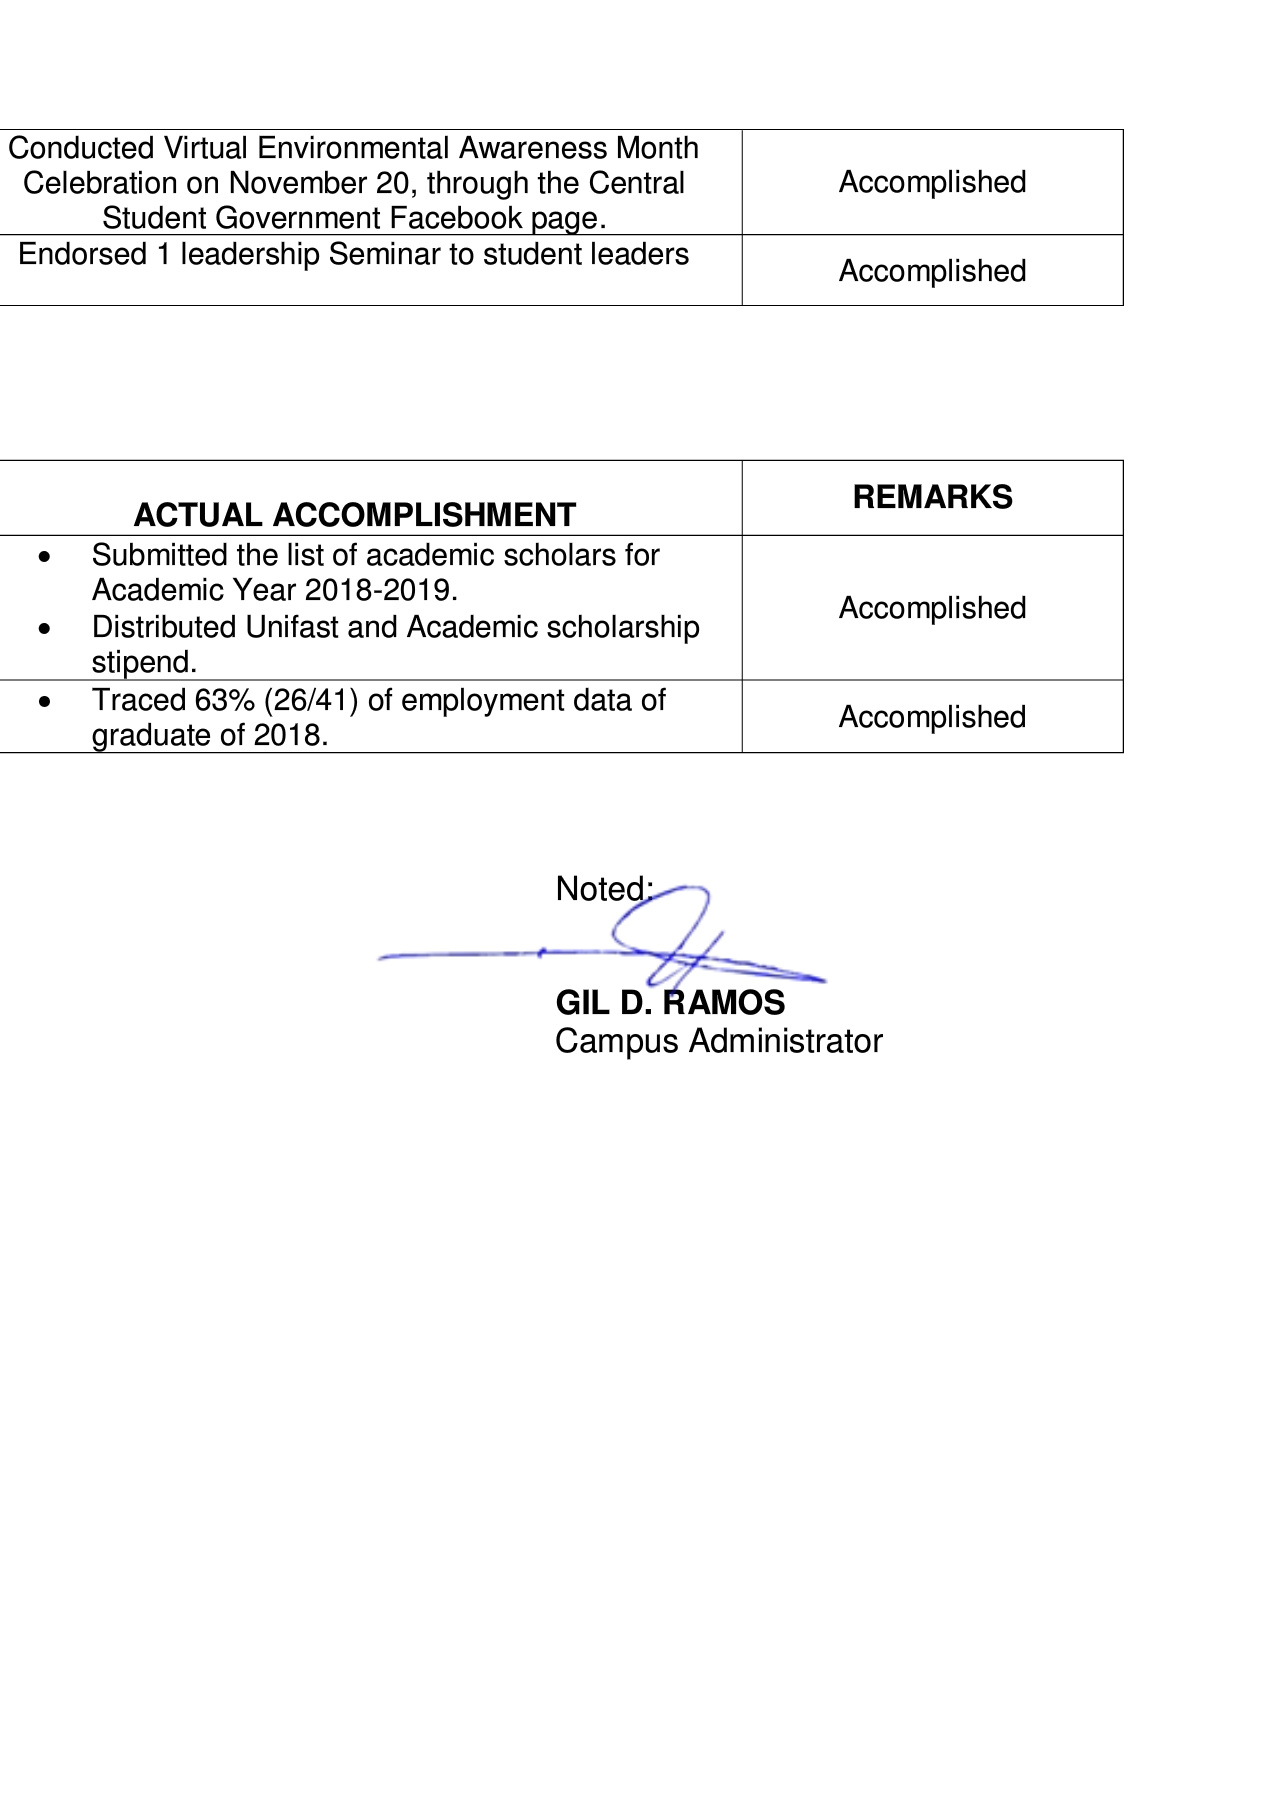 Conducted Virtual Environmental Awareness Month
Celebration on November 20, through the Central
Student Government Facebook page.
Accomplished
Endorsed 1 leadership Seminar to student leaders
Accomplished
ACTUAL ACCOMPLISHMENT
REMARKS
• Submitted the list of academic scholars for
Academic Year 2018-2019.
• Distributed Unifast and Academic scholarship
stipend.
Accomplished
• Traced 63% (26/41) of employment data of
graduate of 2018.
Accomplished
Noted:
GIL D. RAMOS
Campus Administrator